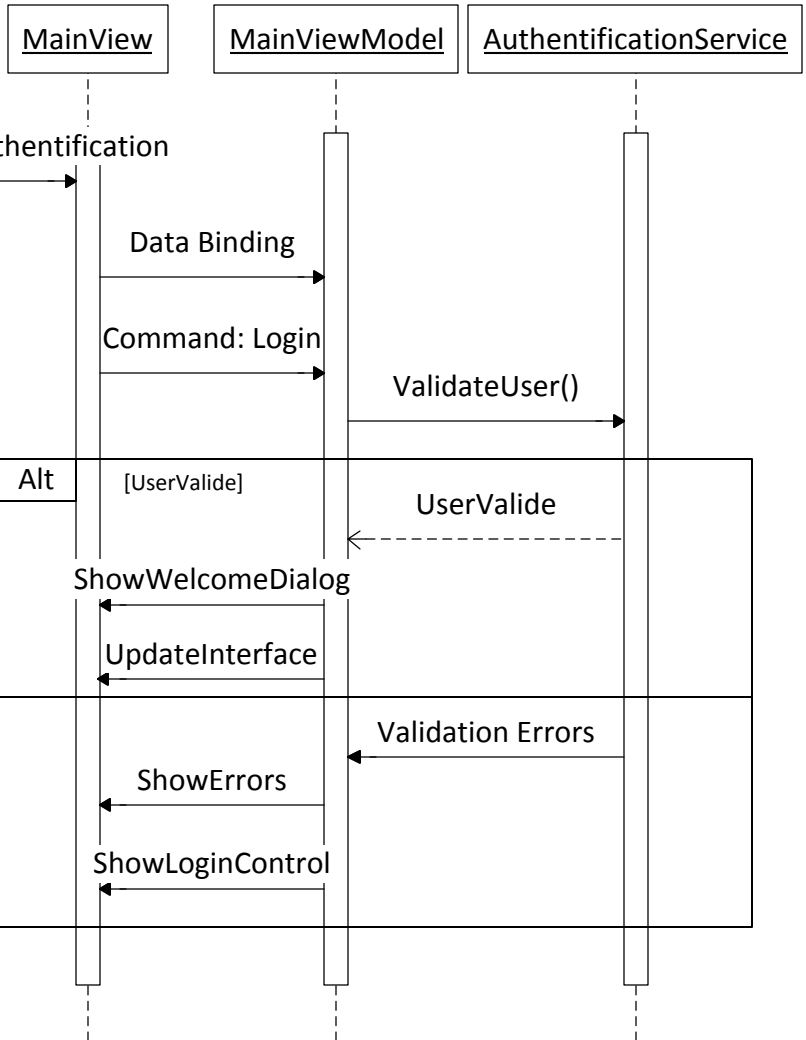 MainView
MainViewModel
AuthentificationService
thentification
Data Binding
Command: Login
ValidateUser()
Alt
[UserValide]
UserValide
ShowWelcomeDialog
UpdateInterface
Validation Errors
ShowErrors
ShowLoginControl